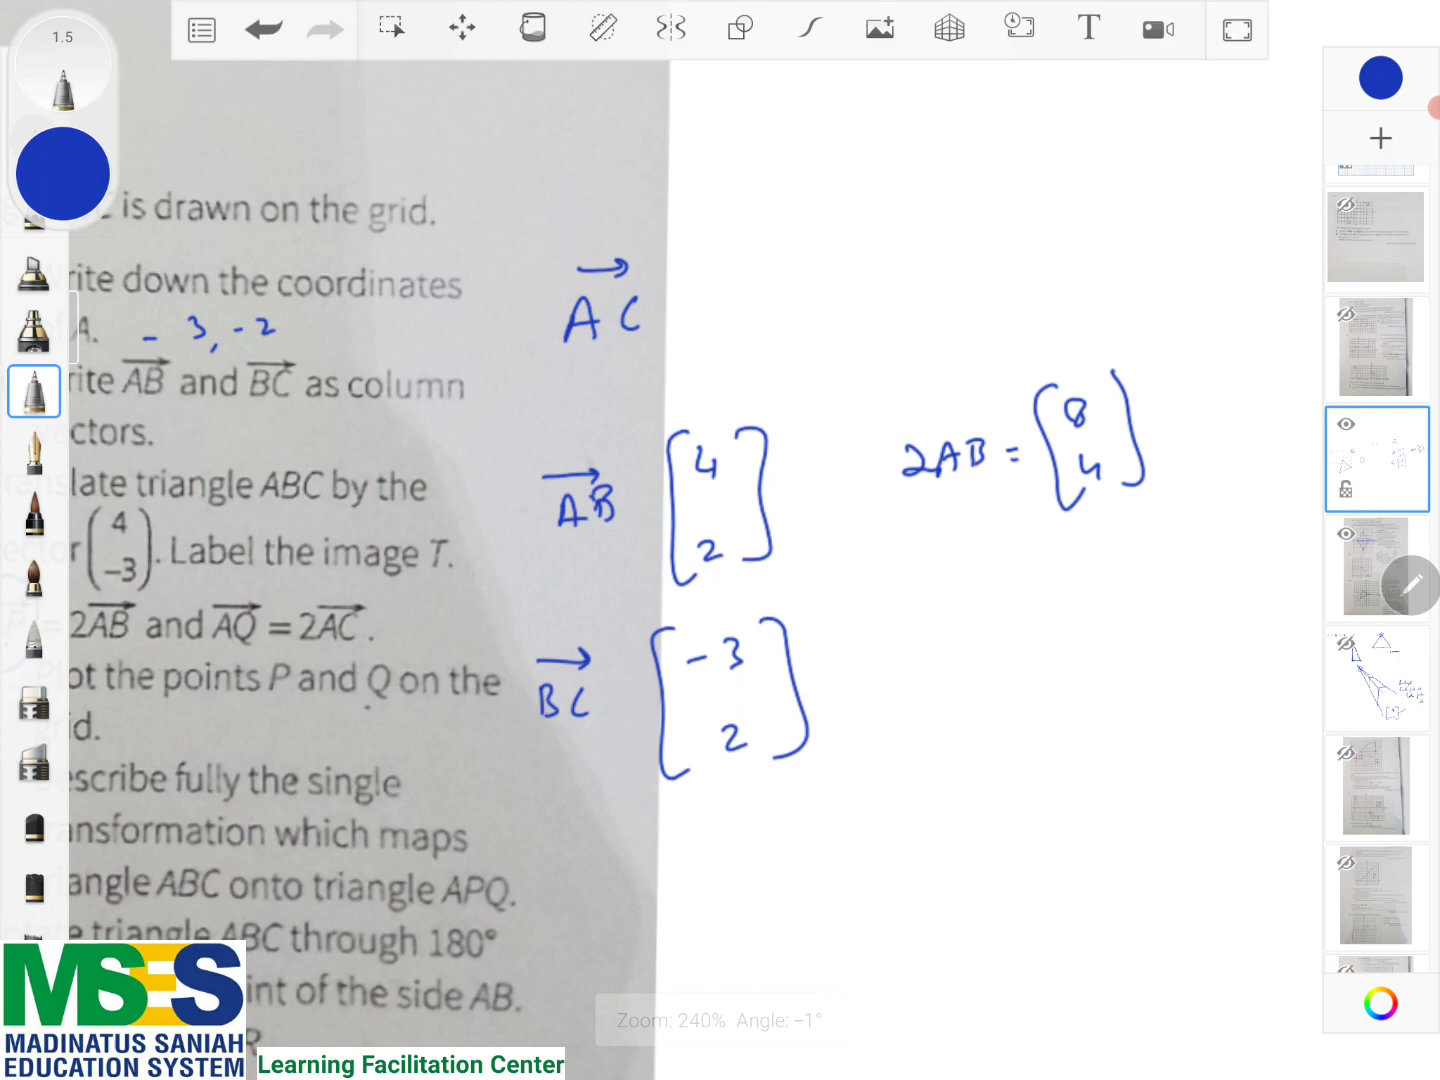 1.5
is drawn on the grid.
rite down the coordinates
A. - 3, -2
rite AB and BC as column
ctors.
late triangle ABC by the
r (4 -3). Label the image T.
= 2AB and AQ = 2AC.
ot the points P and Q on the
id.
escribe fully the single
ansformation which maps
angle ABC onto triangle APQ.
triangle ABC through 180°
int of the side AB.
R
AC
AB [4 2]
BC [-3 2]
2AB = [8 4]
T
Zoom: 240% Angle: -1°
MSES
MADINATUS SANIAH
EDUCATION SYSTEM
Learning Facilitation Center